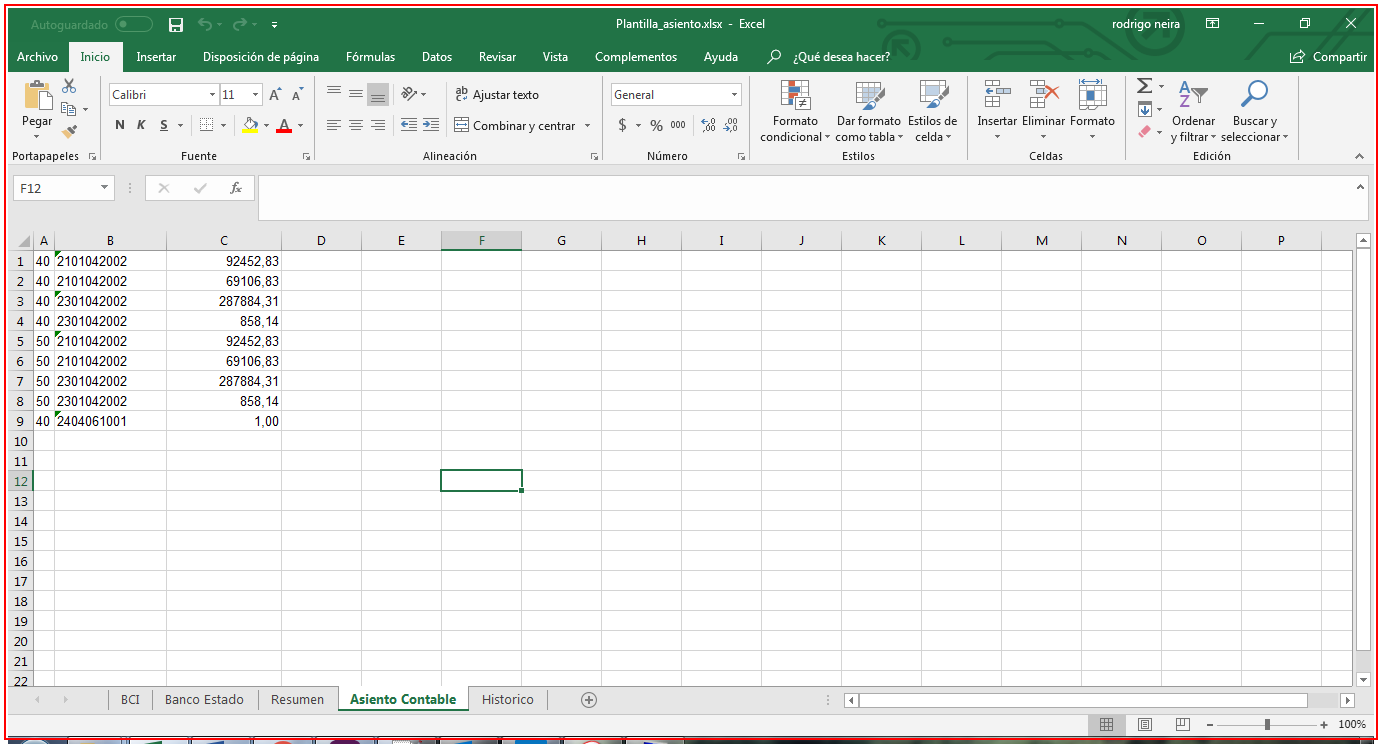 Autoguardado Plantilla_asiento.xlsx - Excel rodrigo neira
Archivo Inicio Insertar Disposición de página Fórmulas Datos Revisar Vista Complementos Ayuda ¿Qué desea hacer? Compartir
Pegar
Portapapeles
Calibri 11
N K S
Fuente
Ajustar texto
Combinar y centrar
Alineación
General
$ % 000
Número
Formato condicional
Dar formato como tabla
Estilos de celda
Estilos
Insertar Eliminar Formato
Celdas
Ordenar y filtrar
Buscar y seleccionar
Edición
F12 fx
A B C D E F G H I J K L M N O P
1 40 2101042002 92452,83
2 40 2101042002 69106,83
3 40 2301042002 287884,31
4 40 2301042002 858,14
5 50 2101042002 92452,83
6 50 2101042002 69106,83
7 50 2301042002 287884,31
8 50 2301042002 858,14
9 40 2404061001 1,00
10
11
12
13
14
15
16
17
18
19
20
21
22
BCI Banco Estado Resumen Asiento Contable Historico
100%